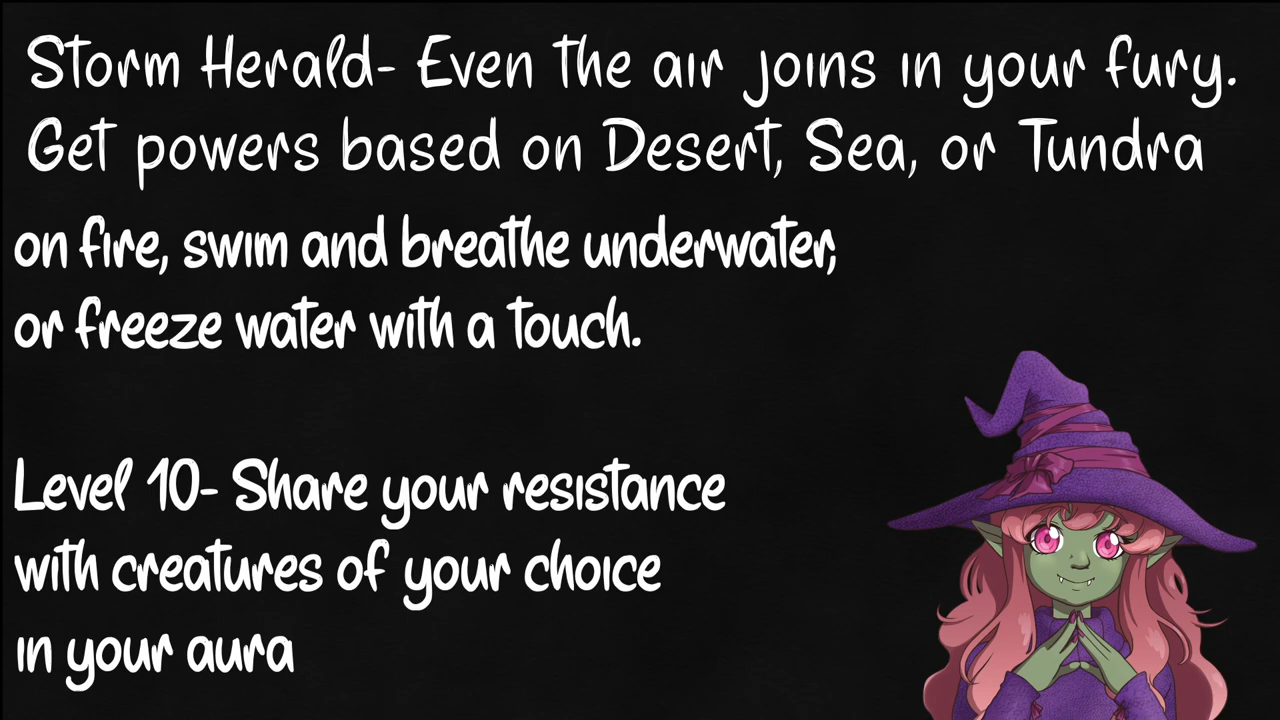 Storm Herald- Even the air joins in your fury.
Get powers based on Desert, Sea, or Tundra
on fire, swim and breathe underwater,
or freeze water with a touch.
Level 10- Share your resistance
with creatures of your choice
in your aura